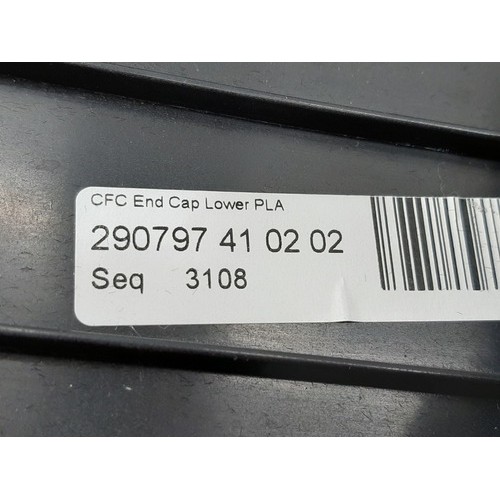 CFC End Cap Lower PLA
290797 41 02 02
Seq 3108